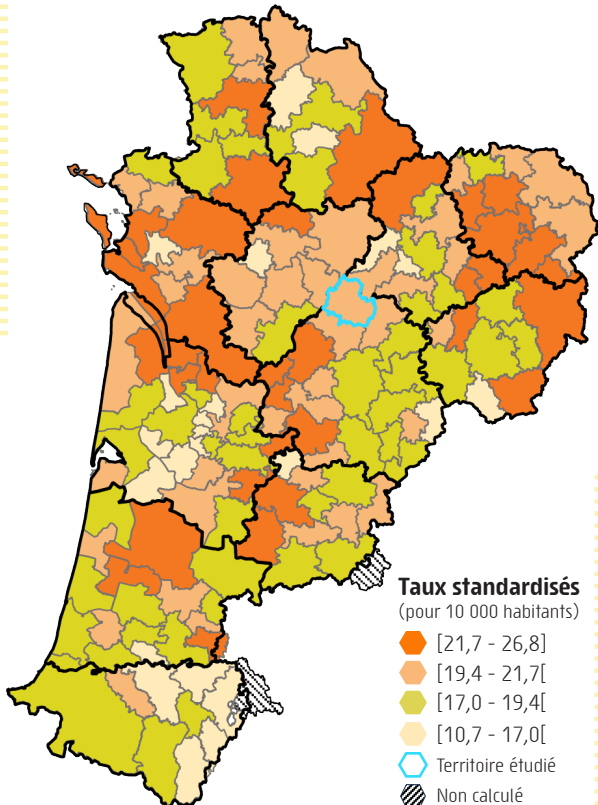 Taux standardisés
(pour 10 000 habitants)
[21,7 - 26,8]
[19,4 - 21,7[
[17,0 - 19,4[
[10,7 - 17,0[
Territoire étudié
Non calculé